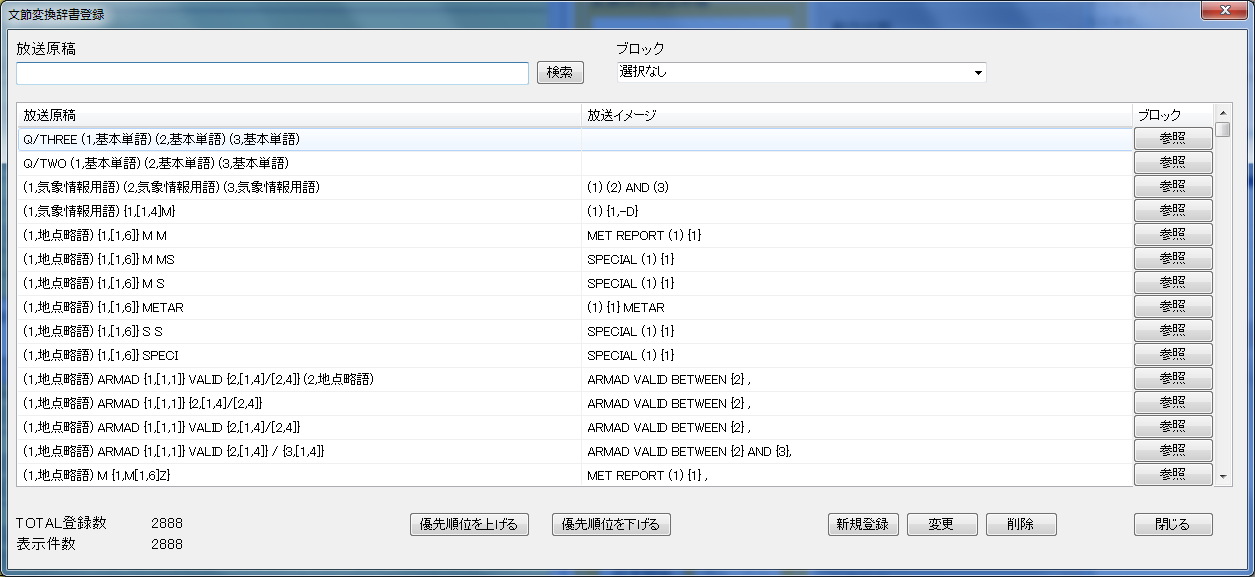 文節変換辞書登録
放送原稿
ブロック
検索
選択なし
放送原稿 放送イメージ ブロック
Q/THREE (1,基本単語) (2,基本単語) (3,基本単語) 参照
Q/TWO (1,基本単語) (2,基本単語) (3,基本単語) 参照
(1,気象情報用語) (2,気象情報用語) (3,気象情報用語) (1) (2) AND (3) 参照
(1,気象情報用語) {1,[1,4]M} (1) {1,-D} 参照
(1,地点略語) {1,[1,6]} M M MET REPORT (1) {1} 参照
(1,地点略語) {1,[1,6]} M MS SPECIAL (1) {1} 参照
(1,地点略語) {1,[1,6]} M S SPECIAL (1) {1} 参照
(1,地点略語) {1,[1,6]} METAR (1) {1} METAR 参照
(1,地点略語) {1,[1,6]} S S SPECIAL (1) {1} 参照
(1,地点略語) {1,[1,6]} SPECI SPECIAL (1) {1} 参照
(1,地点略語) ARMAD {1,[1,1]} VALID {2,[1,4]/[2,4]} (2,地点略語) ARMAD VALID BETWEEN {2} , 参照
(1,地点略語) ARMAD {1,[1,1]} {2,[1,4]/[2,4]} ARMAD VALID BETWEEN {2} , 参照
(1,地点略語) ARMAD {1,[1,1]} VALID {2,[1,4]/[2,4]} ARMAD VALID BETWEEN {2} , 参照
(1,地点略語) ARMAD {1,[1,1]} VALID {2,[1,4]} / {3,[1,4]} ARMAD VALID BETWEEN {2} AND {3}, 参照
(1,地点略語) M {1,M[1,6]Z} MET REPORT (1) {1} , 参照
TOTAL登録数 2888
表示件数 2888
優先順位を上げる 優先順位を下げる 新規登録 変更 削除 閉じる